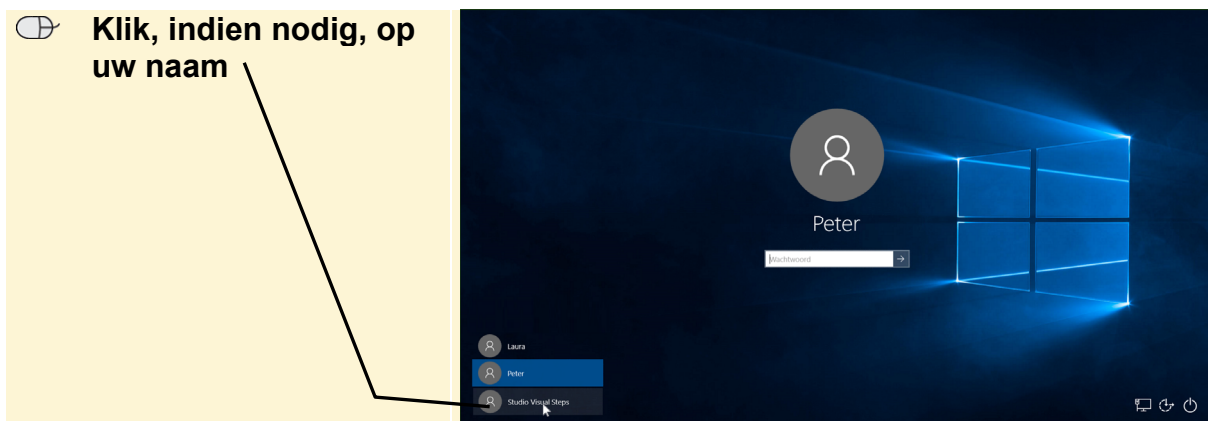 Klik, indien nodig, op
uw naam
Peter
Wachtwoord
Laura
Peter
Studio Visual Steps